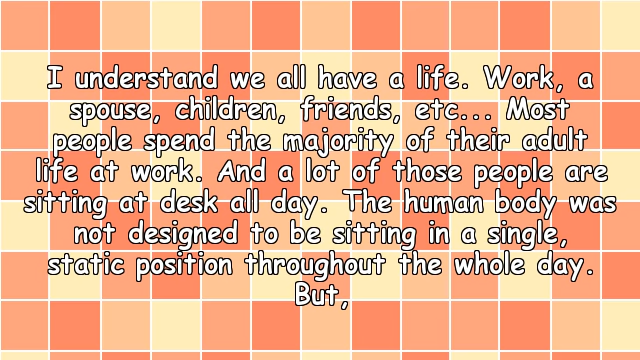 I understand we all have a life. Work, a
spouse, children, friends, etc... Most
people spend the majority of their adult
life at work. And a lot of those people are
sitting at desk all day. The human body was
not designed to be sitting in a single,
static position throughout the whole day.
But,